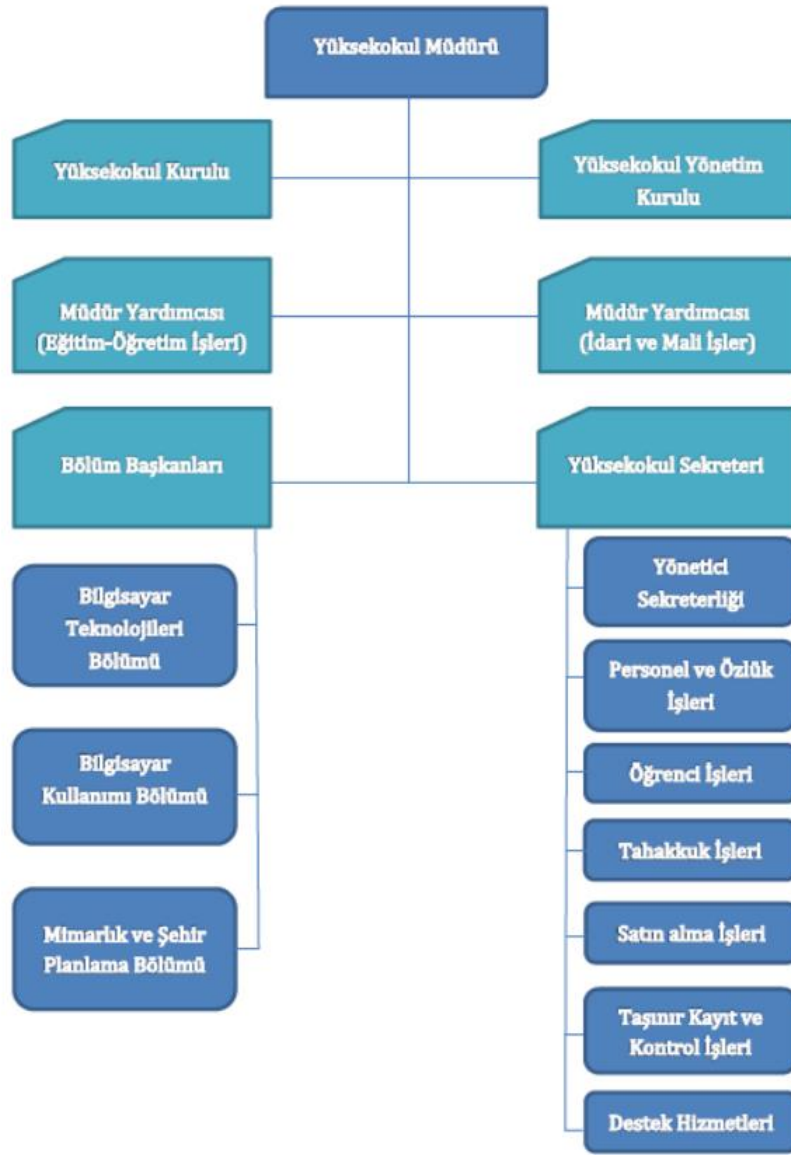 Yüksekokul Müdürü
Yüksekokul Kurulu
Yüksekokul Yönetim
Kurulu
Müdür Yardımcısı
(Eğitim-Öğretim İşleri)
Müdür Yardımcısı
(İdari ve Mali İşler)
Bölüm Başkanları
Yüksekokul Sekreteri
Bilgisayar
Teknolojileri
Bölümü
Bilgisayar
Kullanımı Bölümü
Mimarlık ve Şehir
Planlama Bölümü
Yönetici
Sekreterliği
Personel ve Özlük
İşleri
Öğrenci İşleri
Tahakkuk İşleri
Satın alma İşleri
Taşınır Kayıt ve
Kontrol İşleri
Destek Hizmetleri